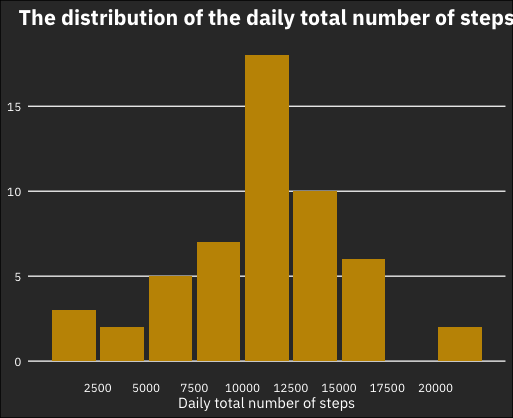 The distribution of the daily total number of steps
15
10
5
0
2500 5000 7500 10000 12500 15000 17500 20000
Daily total number of steps